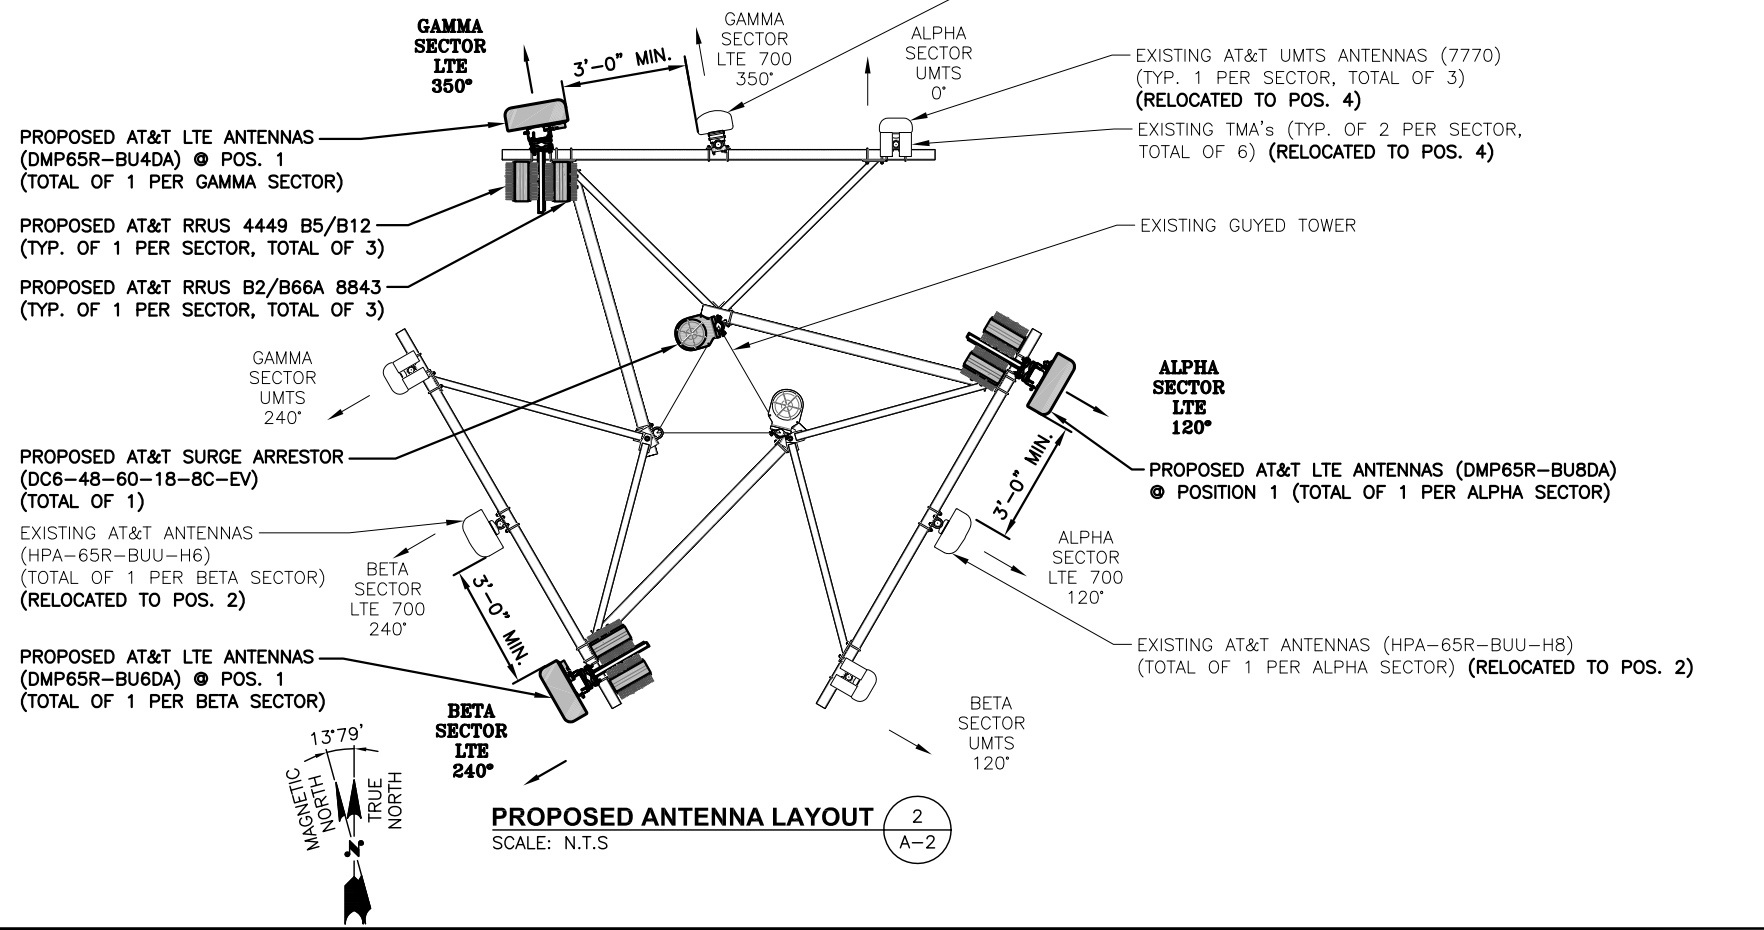 GAMMA
SECTOR
LTE
350°
3'-0" MIN.
GAMMA
SECTOR
LTE 700
350°
ALPHA
SECTOR
UMTS
0°
EXISTING AT&T UMTS ANTENNAS (7770)
(TYP. 1 PER SECTOR, TOTAL OF 3)
(RELOCATED TO POS. 4)
EXISTING TMA's (TYP. OF 2 PER SECTOR,
TOTAL OF 6) (RELOCATED TO POS. 4)
EXISTING GUYED TOWER
PROPOSED AT&T LTE ANTENNAS
(DMP65R-BU4DA) @ POS. 1
(TOTAL OF 1 PER GAMMA SECTOR)
PROPOSED AT&T RRUS 4449 B5/B12
(TYP. OF 1 PER SECTOR, TOTAL OF 3)
PROPOSED AT&T RRUS B2/B66A 8843
(TYP. OF 1 PER SECTOR, TOTAL OF 3)
GAMMA
SECTOR
UMTS
240°
ALPHA
SECTOR
LTE
120°
3'-0" MIN.
PROPOSED AT&T LTE ANTENNAS (DMP65R-BU8DA)
@ POSITION 1 (TOTAL OF 1 PER ALPHA SECTOR)
PROPOSED AT&T SURGE ARRESTOR
(DC6-48-60-18-8C-EV)
(TOTAL OF 1)
EXISTING AT&T ANTENNAS
(HPA-65R-BUU-H6)
(TOTAL OF 1 PER BETA SECTOR)
(RELOCATED TO POS. 2)
BETA
SECTOR
LTE 700
240°
3'-0" MIN.
ALPHA
SECTOR
LTE 700
120°
EXISTING AT&T ANTENNAS (HPA-65R-BUU-H8)
(TOTAL OF 1 PER ALPHA SECTOR) (RELOCATED TO POS. 2)
PROPOSED AT&T LTE ANTENNAS
(DMP65R-BU6DA) @ POS. 1
(TOTAL OF 1 PER BETA SECTOR)
BETA
SECTOR
LTE
240°
BETA
SECTOR
UMTS
120°
13°79'
MAGNETIC
NORTH
TRUE
NORTH
N
PROPOSED ANTENNA LAYOUT
SCALE: N.T.S
2
A-2